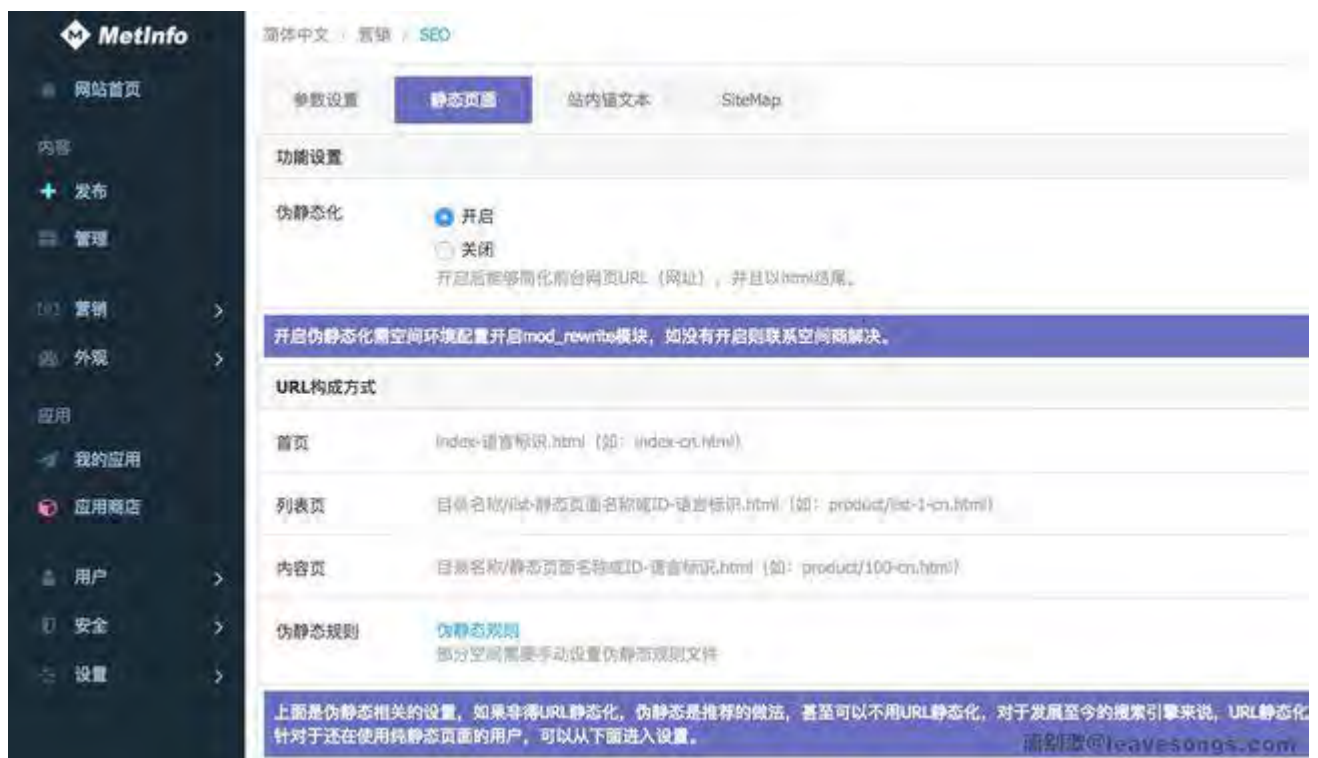 MetInfo
网站首页
内容
发布
管理
营销
外观
应用
我的应用
应用商店
用户
安全
设置
简体中文 / 营销 / SEO
参数设置 静态页面 站内锚文本 SiteMap
功能设置
伪静态化
开启
关闭
开启后能够简化前台网页URL（网址），并且以html结尾。
开启伪静态化需空间环境配置开启mod_rewrite模块，如没有开启则联系空间商解决。
URL构成方式
首页 index-语言标识.html（如：index-cn.html）
列表页 目录名称/list-静态页面名称或ID-语言标识.html（如：product/list-1-cn.html）
内容页 目录名称/静态页面名称或ID-语言标识.html（如：product/100-cn.html）
伪静态规则 伪静态规则
部分空间需要手动设置伪静态规则文件
上面是伪静态相关的设置，如果非得URL静态化，伪静态是推荐的做法，甚至可以不用URL静态化，对于发展至今的搜索引擎来说，URL静态化
针对于还在使用纯静态页面的用户，可以从下面进入设置。
@leavesongs.com